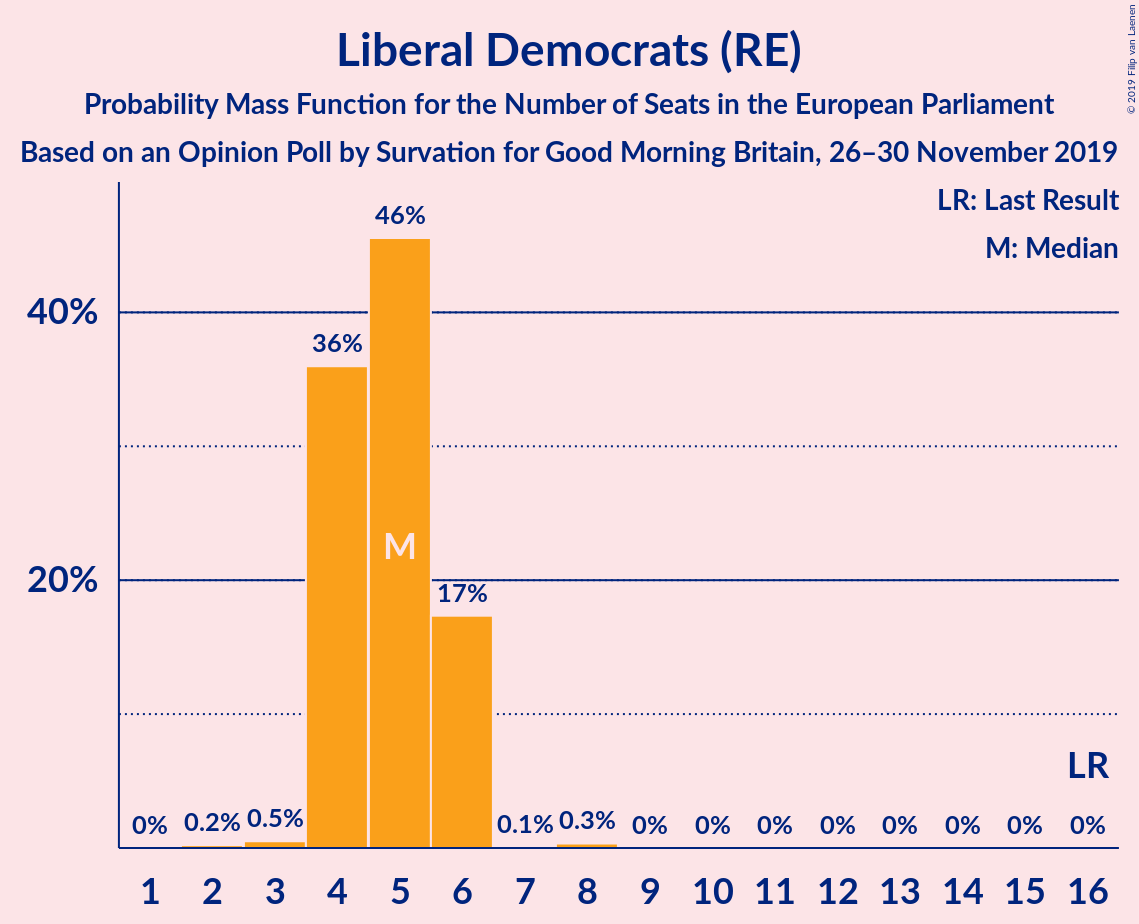 Liberal Democrats (RE)
Probability Mass Function for the Number of Seats in the European Parliament
Based on an Opinion Poll by Survation for Good Morning Britain, 26–30 November 2019
© 2019 Filip van Laenen
LR: Last Result
M: Median
46%
40%
36%
M
20%
17%
LR
0% 0.2% 0.5% 0.1% 0.3% 0% 0% 0% 0% 0% 0% 0% 0%
1 2 3 4 5 6 7 8 9 10 11 12 13 14 15 16